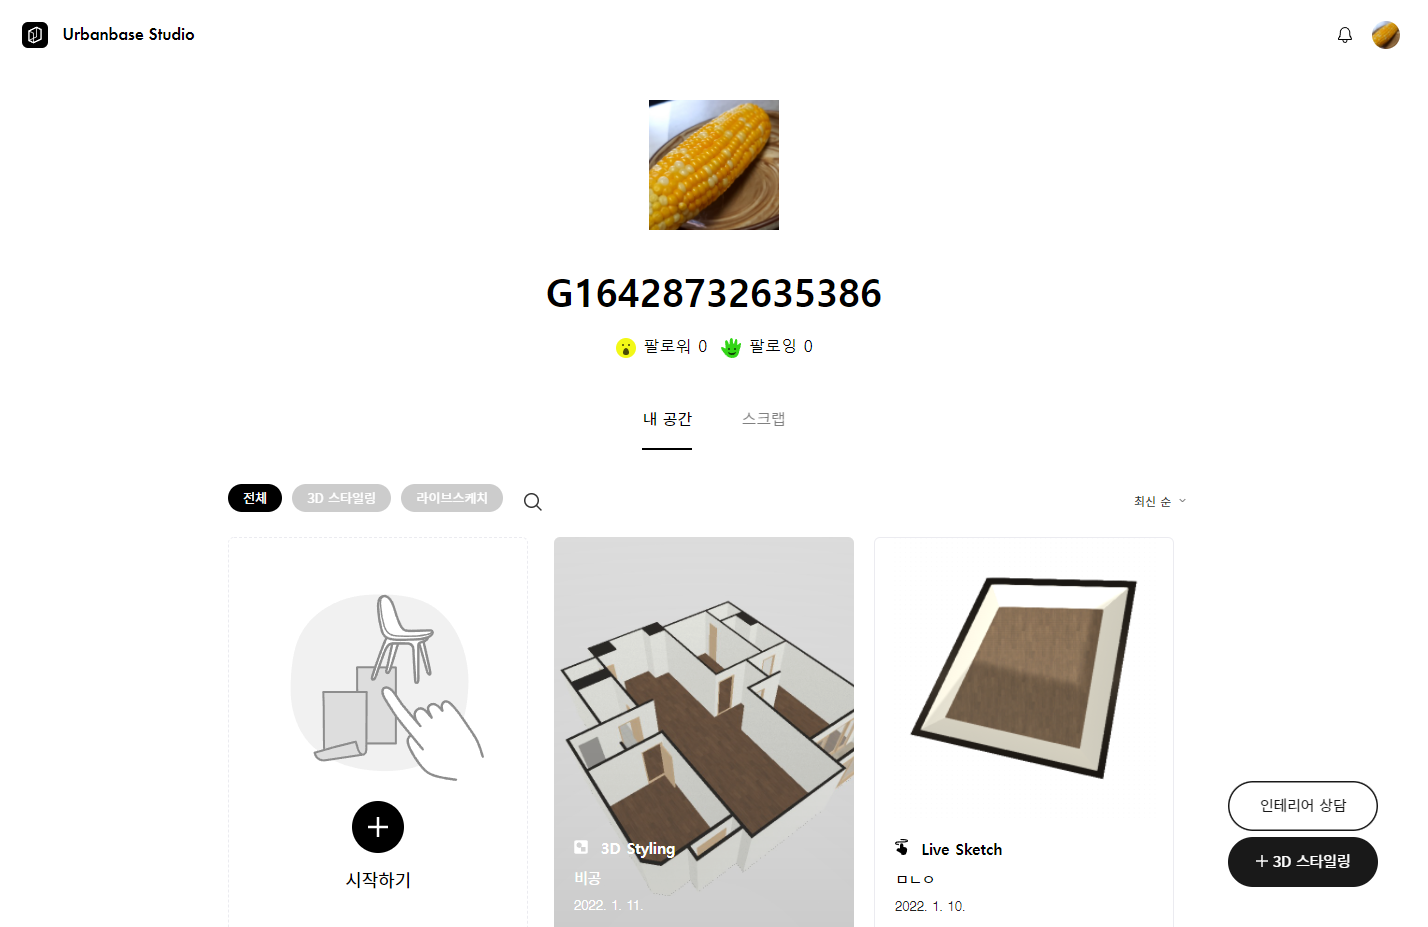 Urbanbase Studio
G16428732635386
팔로워 0 팔로잉 0
내 공간 스크랩
전체 3D 스타일링 라이브스케치 최신 순
시작하기
3D Styling
비공
2022. 1. 11.
Live Sketch
ㅁㄴㅇ
2022. 1. 10.
인테리어 상담
+ 3D 스타일링